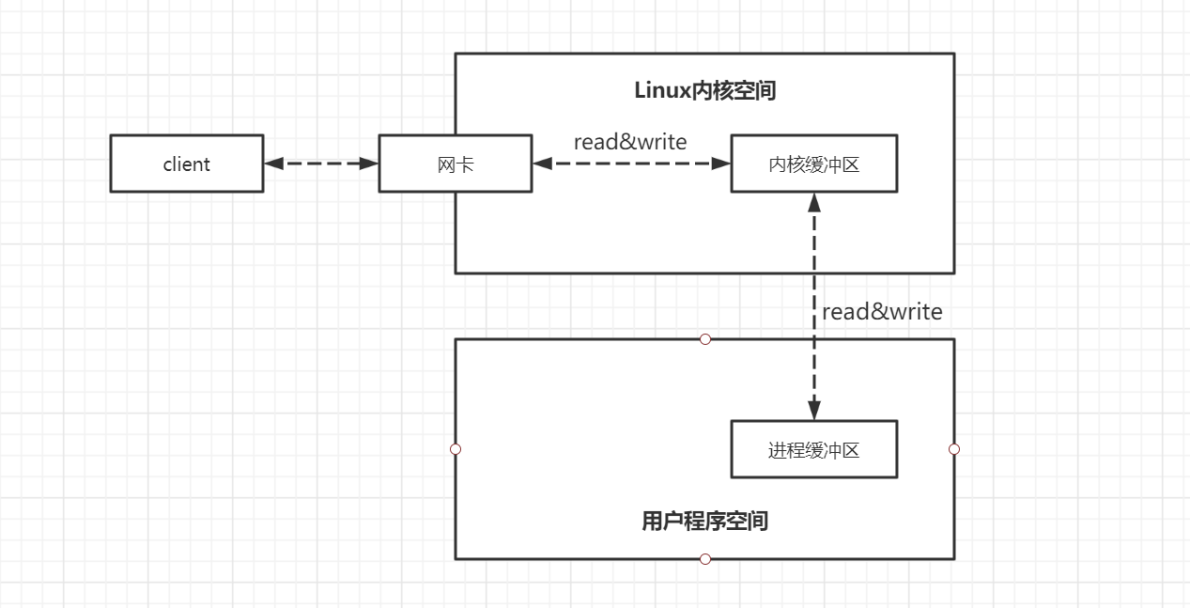 Linux内核空间
read&write
client
网卡
内核缓冲区
read&write
进程缓冲区
用户程序空间